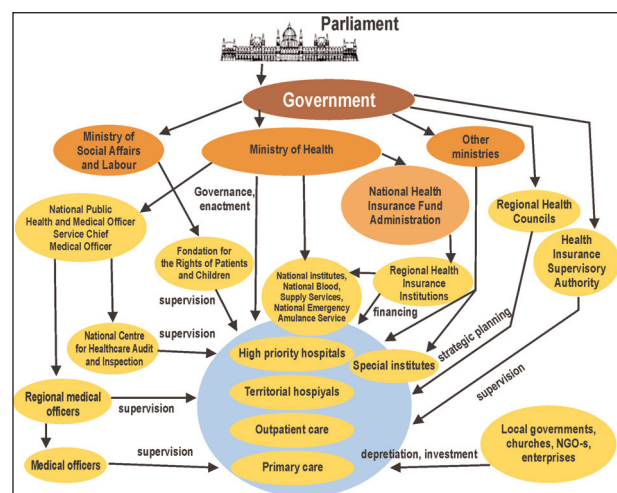 Parliament
Government
Ministry of
Social Affairs
and Labour
Ministry of Health
Other
ministries
National Public
Health and Medical Officer
Service Chief
Medical Officer
Governance,
enactment
National Health
Insurance Fund
Administration
Regional Health
Councils
Fondation for
the Rights of Patients
and Children
Health
Insurance
Supervisory
Authority
National institutes,
National Blood,
Supply Services,
National Emergency
Amulance Service
Regional Health
Insurance
Institutions
supervision
financing
National Centre
for Healthcare Audit
and Inspection
supervision
High priority hospitals
Special institutes
strategic planning
supervision
Regional medical
officers
supervision
Territorial hospiyals
Outpatient care
Local governments,
churches, NGO-s,
enterprises
Medical officers
supervision
Primary care
depretiation, investment